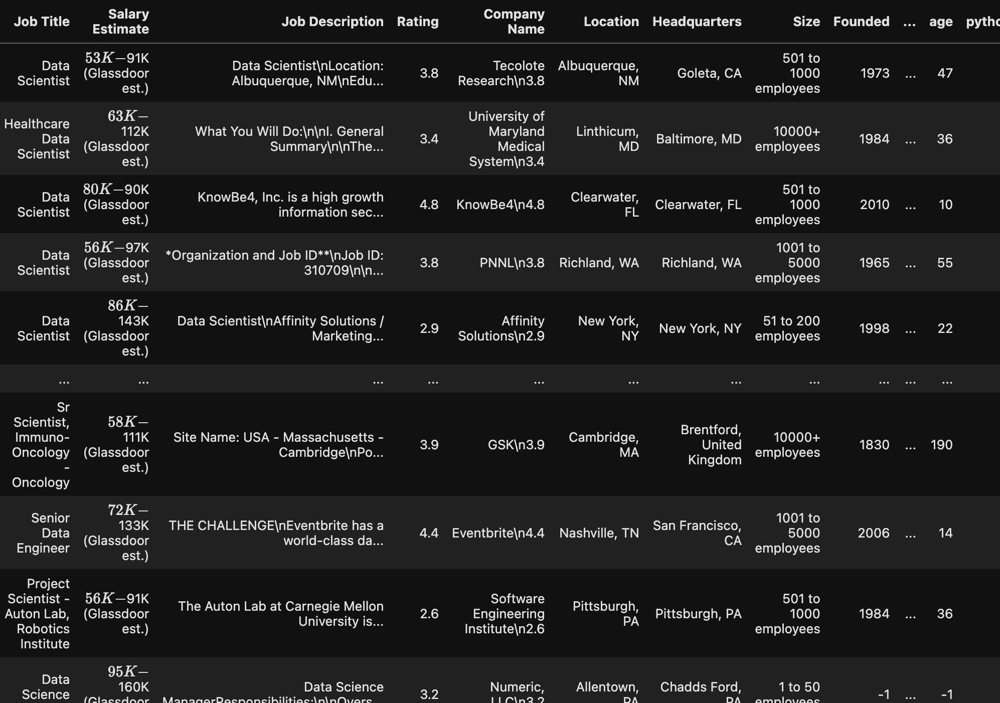 Job Title Salary Estimate Job Description Rating Company Name Location Headquarters Size Founded ... age pytho
Data Scientist 53K−91K (Glassdoor est.) Data Scientist\nLocation: Albuquerque, NM\nEdu... 3.8 Tecolote Research\n3.8 Albuquerque, NM Goleta, CA 501 to 1000 employees 1973 ... 47
Healthcare Data Scientist 63K−112K (Glassdoor est.) What You Will Do:\n\nI. General Summary\n\nThe... 3.4 University of Maryland Medical System\n3.4 Linthicum, MD Baltimore, MD 10000+ employees 1984 ... 36
Data Scientist 80K−90K (Glassdoor est.) KnowBe4, Inc. is a high growth information sec... 4.8 KnowBe4\n4.8 Clearwater, FL Clearwater, FL 501 to 1000 employees 2010 ... 10
Data Scientist 56K−97K (Glassdoor est.) *Organization and Job ID**\nJob ID: 310709\n\n... 3.8 PNNL\n3.8 Richland, WA Richland, WA 1001 to 5000 employees 1965 ... 55
Data Scientist 86K−143K (Glassdoor est.) Data Scientist\nAffinity Solutions / Marketing... 2.9 Affinity Solutions\n2.9 New York, NY New York, NY 51 to 200 employees 1998 ... 22
... ... ... ... ... ... ... ... ... ... ...
Sr Scientist, Immuno-Oncology - Oncology 58K−111K (Glassdoor est.) Site Name: USA - Massachusetts - Cambridge\nPo... 3.9 GSK\n3.9 Cambridge, MA Brentford, United Kingdom 10000+ employees 1830 ... 190
Senior Data Engineer 72K−133K (Glassdoor est.) THE CHALLENGE\nEventbrite has a world-class da... 4.4 Eventbrite\n4.4 Nashville, TN San Francisco, CA 1001 to 5000 employees 2006 ... 14
Project Scientist - Auton Lab, Robotics Institute 56K−91K (Glassdoor est.) The Auton Lab at Carnegie Mellon University is... 2.6 Software Engineering Institute\n2.6 Pittsburgh, PA Pittsburgh, PA 501 to 1000 employees 1984 ... 36
Data Science 95K−160K (Glassdoor Data Science ManagerResponsibilities:\n\nOvers... 3.2 Numeric, LLC\n3.2 Allentown, PA Chadds Ford, PA 1 to 50 employees -1 ... -1